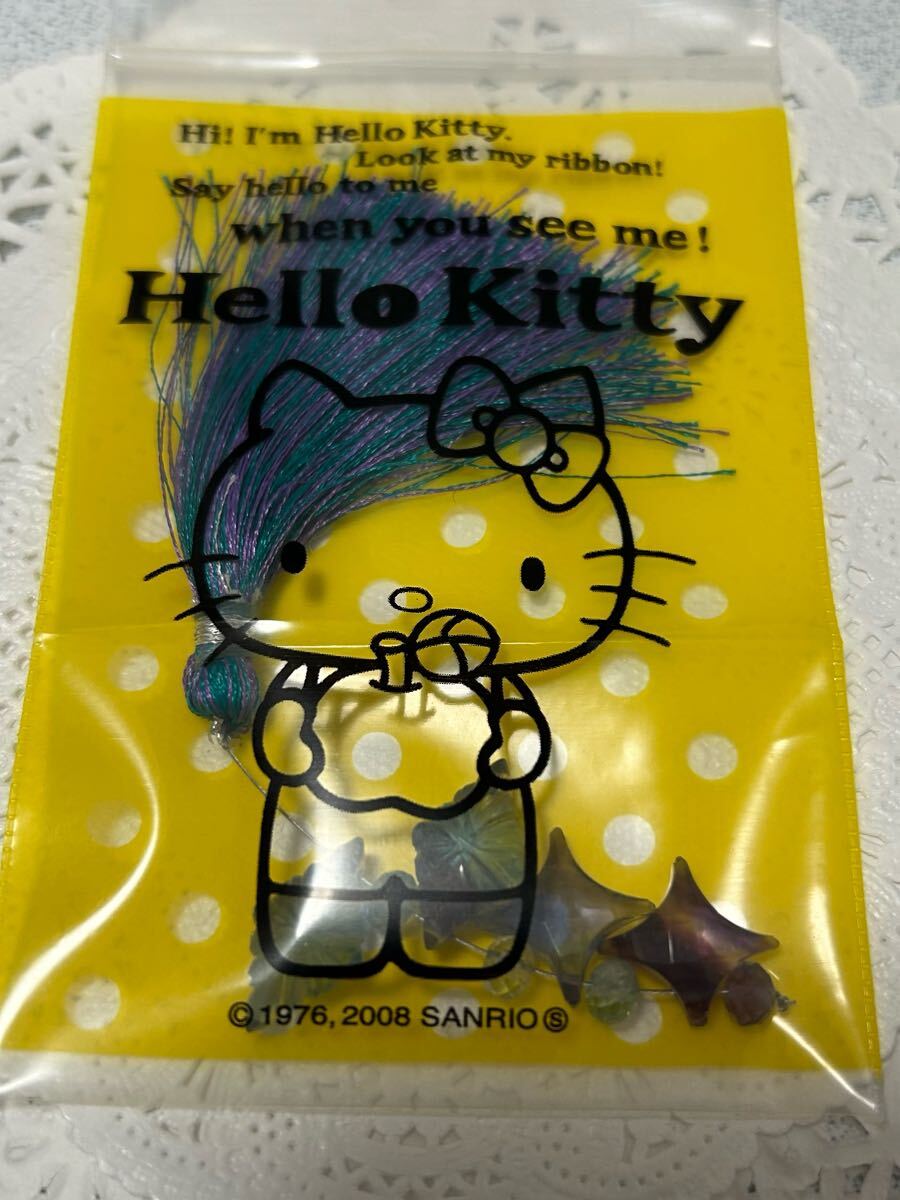 Hi! I'm Hello Kitty.
Look at my ribbon!
Say hello to me
when you see me!
Hello Kitty
©1976, 2008 SANRIO Ⓢ